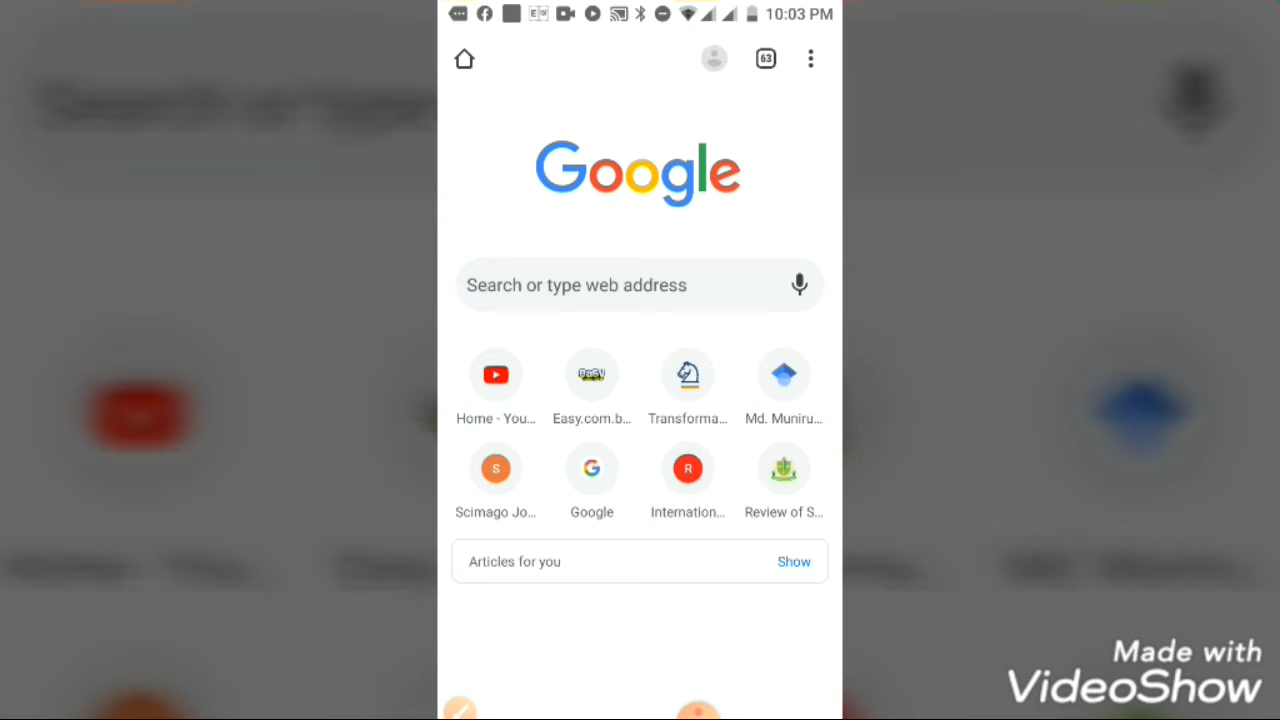 10:03 PM
63
Google
Search or type web address
Home - You...
Easy.com.b...
Transforma...
Md. Muniru...
S
R
Scimago Jo...
Google
Internation...
Review of S...
Articles for you
Show
Made with
VideoShow